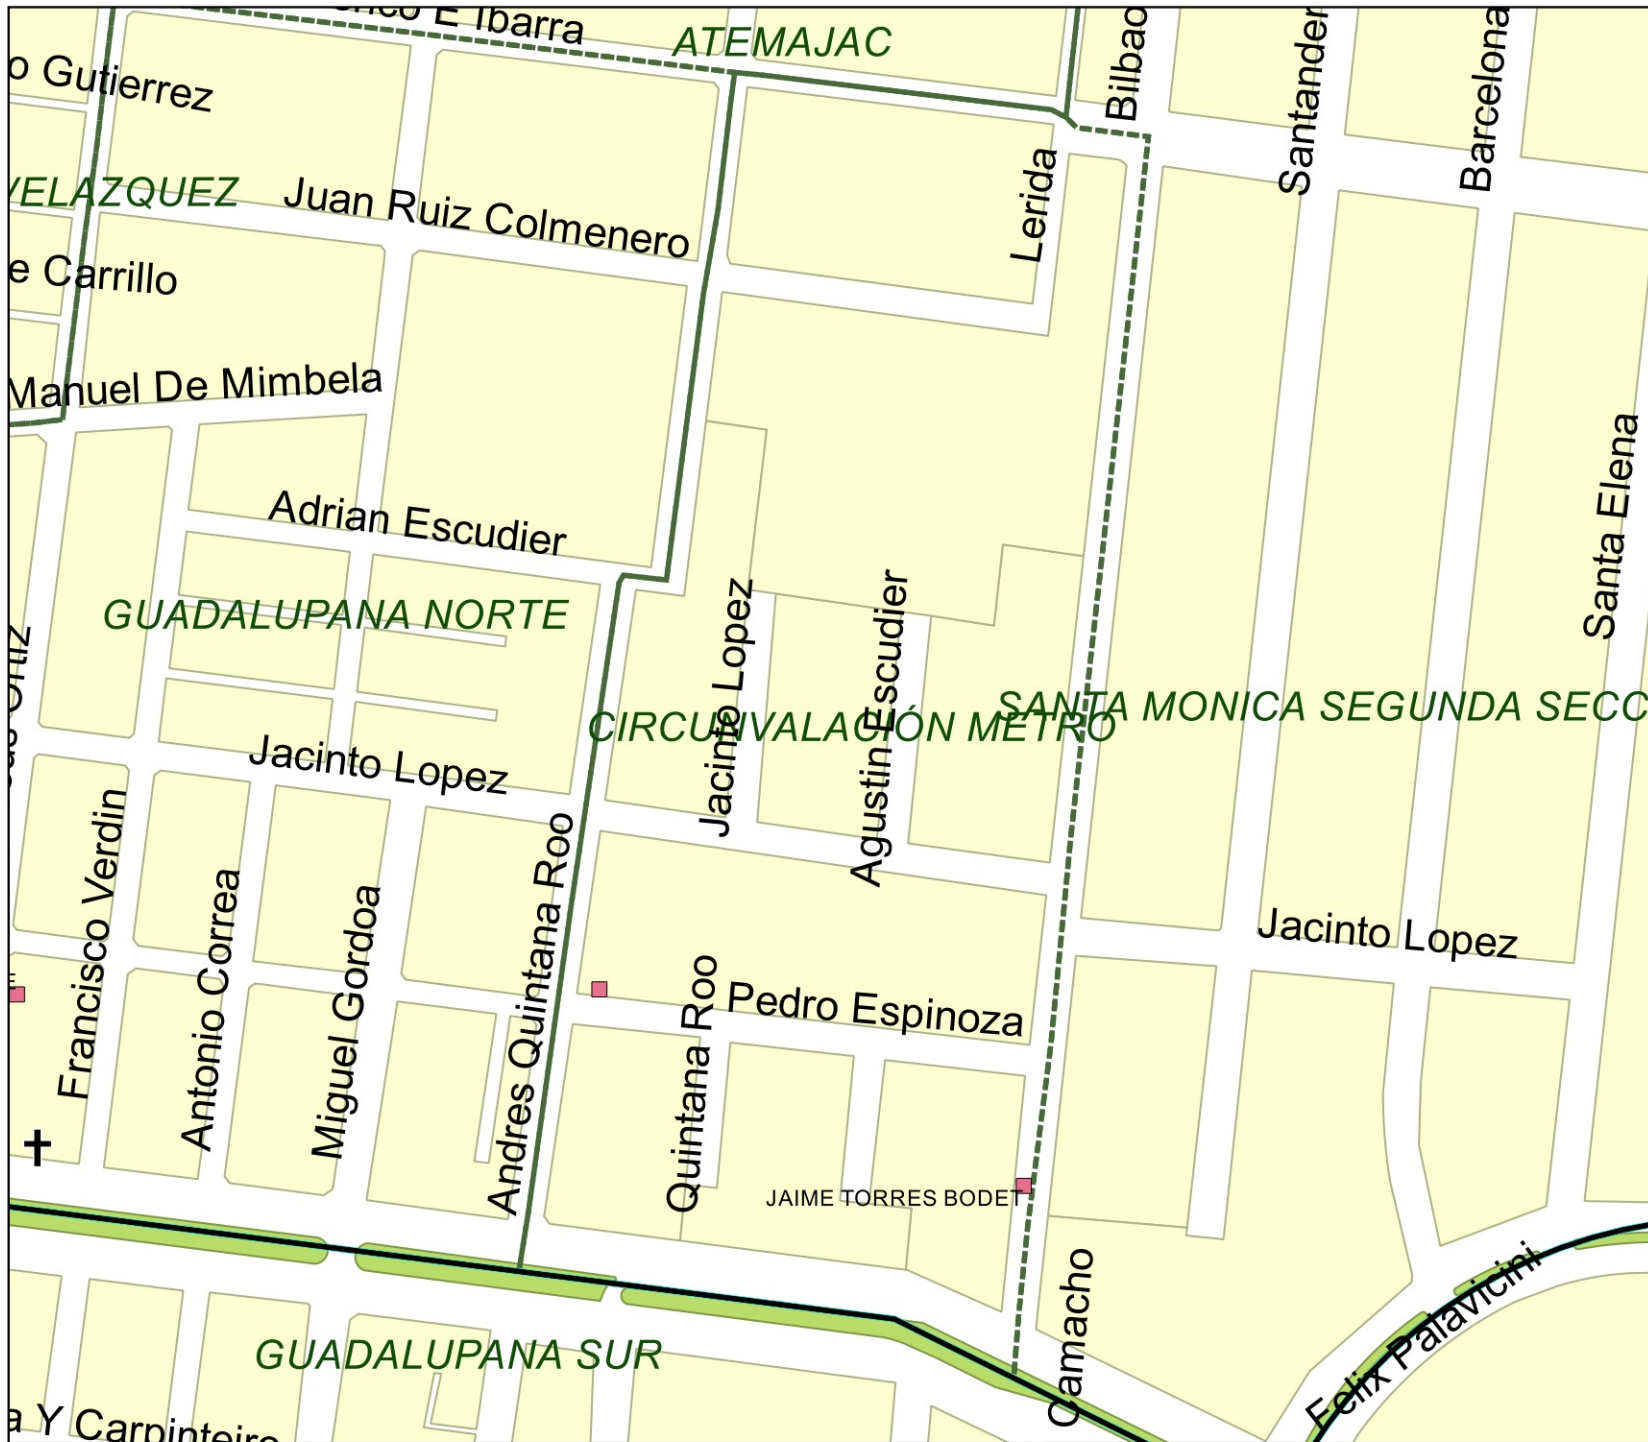 E Ibarra
ATEMAJAC
o Gutierrez
Bilbao
Santander
Barcelona
VELAZQUEZ
Juan Ruiz Colmenero
Lerida
e Carrillo
Manuel De Mimbela
Santa Elena
Adrian Escudier
GUADALUPANA NORTE
Jacinto Lopez
Agustin Escudier
CIRCUNVALACIÓN METRO
SANTA MONICA SEGUNDA SECC
Ortiz
Jacinto Lopez
Francisco Verdin
Antonio Correa
Miguel Gordoa
Andres Quintana Roo
Jacinto Lopez
Quintana Roo
Pedro Espinoza
JAIME TORRES BODET
Camacho
Felix Palavicini
GUADALUPANA SUR
a Y Carpinteiro